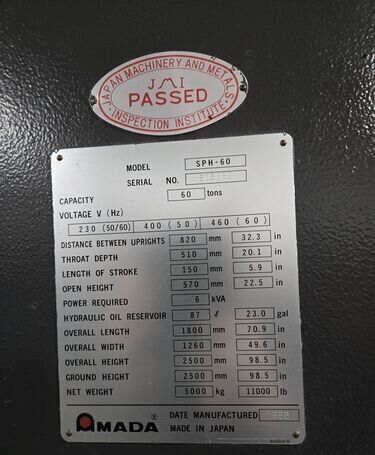 JAPAN MACHINERY AND METALS
JMI
PASSED
INSPECTION INSTITUTE
MODEL SPH-60
SERIAL NO.
CAPACITY 60 tons
VOLTAGE V (Hz)
230 (50/60) 400 (50) 460 (60)
DISTANCE BETWEEN UPRIGHTS 820 mm 32.3 in
THROAT DEPTH 510 mm 20.1 in
LENGTH OF STROKE 150 mm 5.9 in
OPEN HEIGHT 570 mm 22.5 in
POWER REQUIRED 6 kVA
HYDRAULIC OIL RESERVOIR 87 ℓ 23.0 gal
OVERALL LENGTH 1800 mm 70.9 in
OVERALL WIDTH 1260 mm 49.6 in
OVERALL HEIGHT 2500 mm 98.5 in
GROUND HEIGHT 2500 mm 98.5 in
NET WEIGHT 5000 kg 11000 lb
AMADA ® DATE MANUFACTURED
MADE IN JAPAN